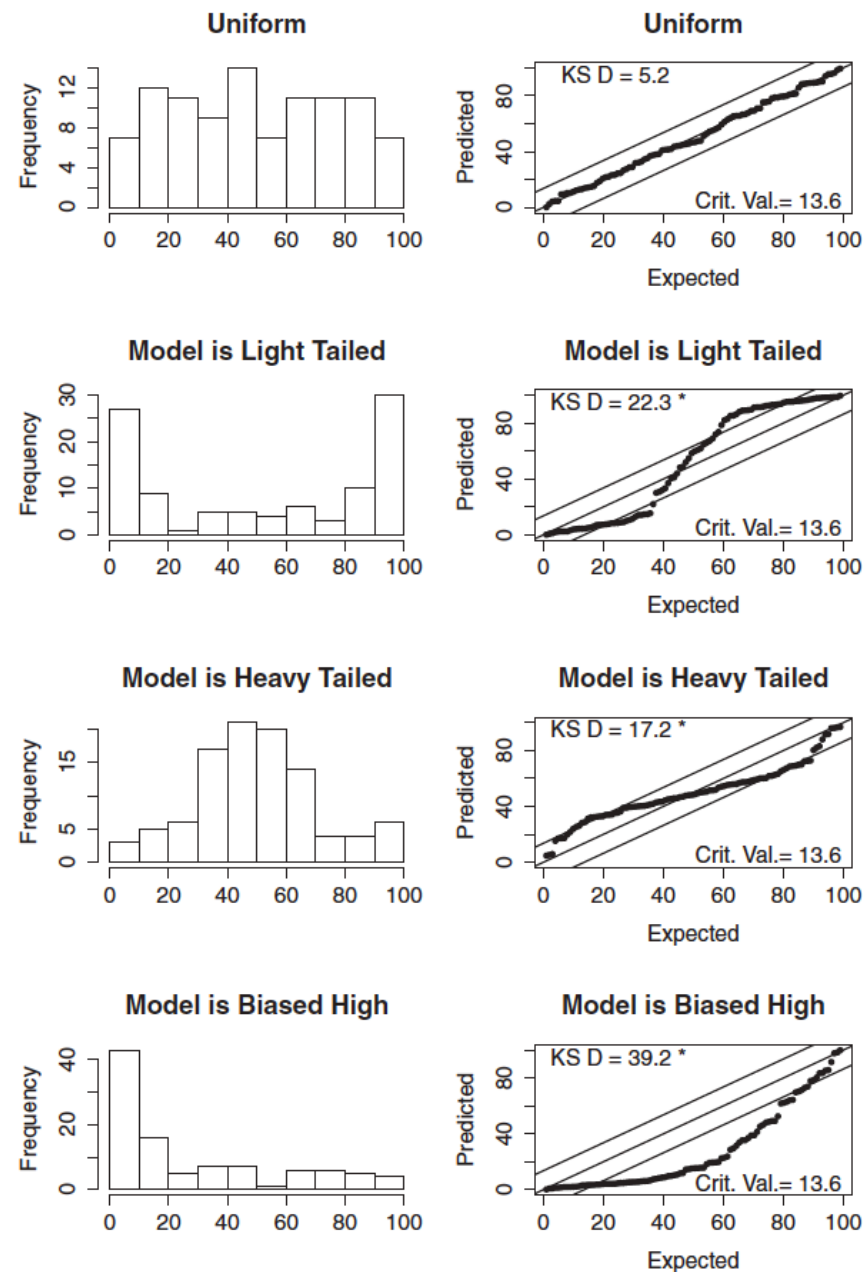 Uniform
Frequency
0 4 8 12
0 20 40 60 80 100
Uniform
KS D = 5.2
Crit. Val.= 13.6
Predicted
0 40 80
0 20 40 60 80 100
Expected
Model is Light Tailed
Frequency
0 10 20 30
0 20 40 60 80 100
Model is Light Tailed
KS D = 22.3 *
Crit. Val.= 13.6
Predicted
0 40 80
0 20 40 60 80 100
Expected
Model is Heavy Tailed
Frequency
0 5 15
0 20 40 60 80 100
Model is Heavy Tailed
KS D = 17.2 *
Crit. Val.= 13.6
Predicted
0 40 80
0 20 40 60 80 100
Expected
Model is Biased High
Frequency
0 20 40
0 20 40 60 80 100
Model is Biased High
KS D = 39.2 *
Crit. Val.= 13.6
Predicted
0 40 80
0 20 40 60 80 100
Expected